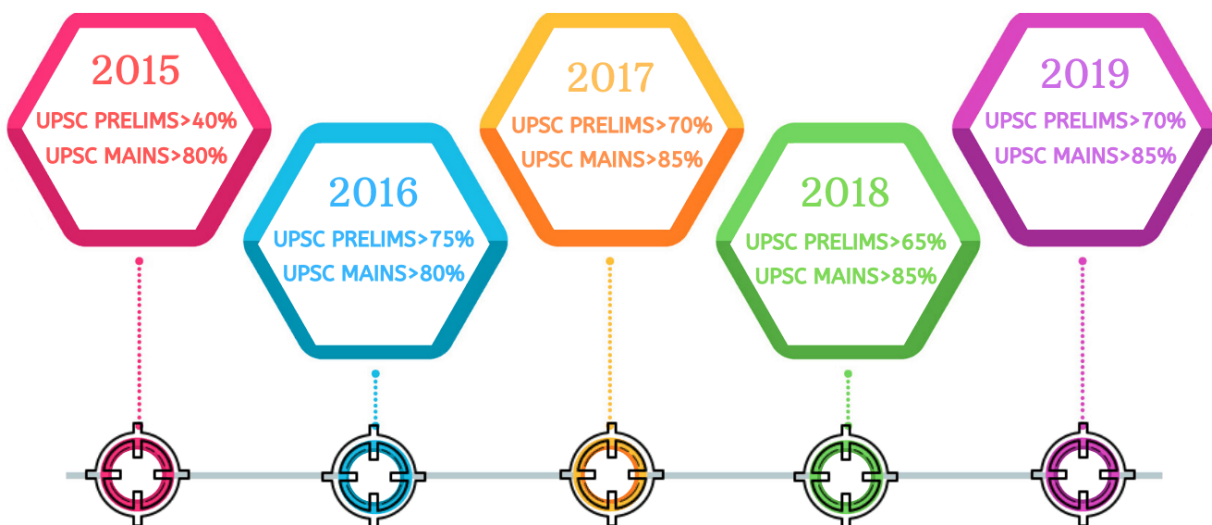 2015
UPSC PRELIMS>40%
UPSC MAINS>80%
2016
UPSC PRELIMS>75%
UPSC MAINS>80%
2017
UPSC PRELIMS>70%
UPSC MAINS>85%
2018
UPSC PRELIMS>65%
UPSC MAINS>85%
2019
UPSC PRELIMS>70%
UPSC MAINS>85%